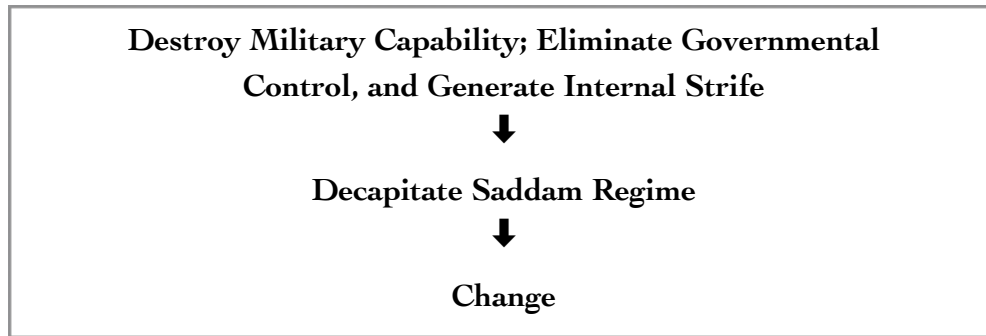 Destroy Military Capability; Eliminate Governmental
Control, and Generate Internal Strife
Decapitate Saddam Regime
Change